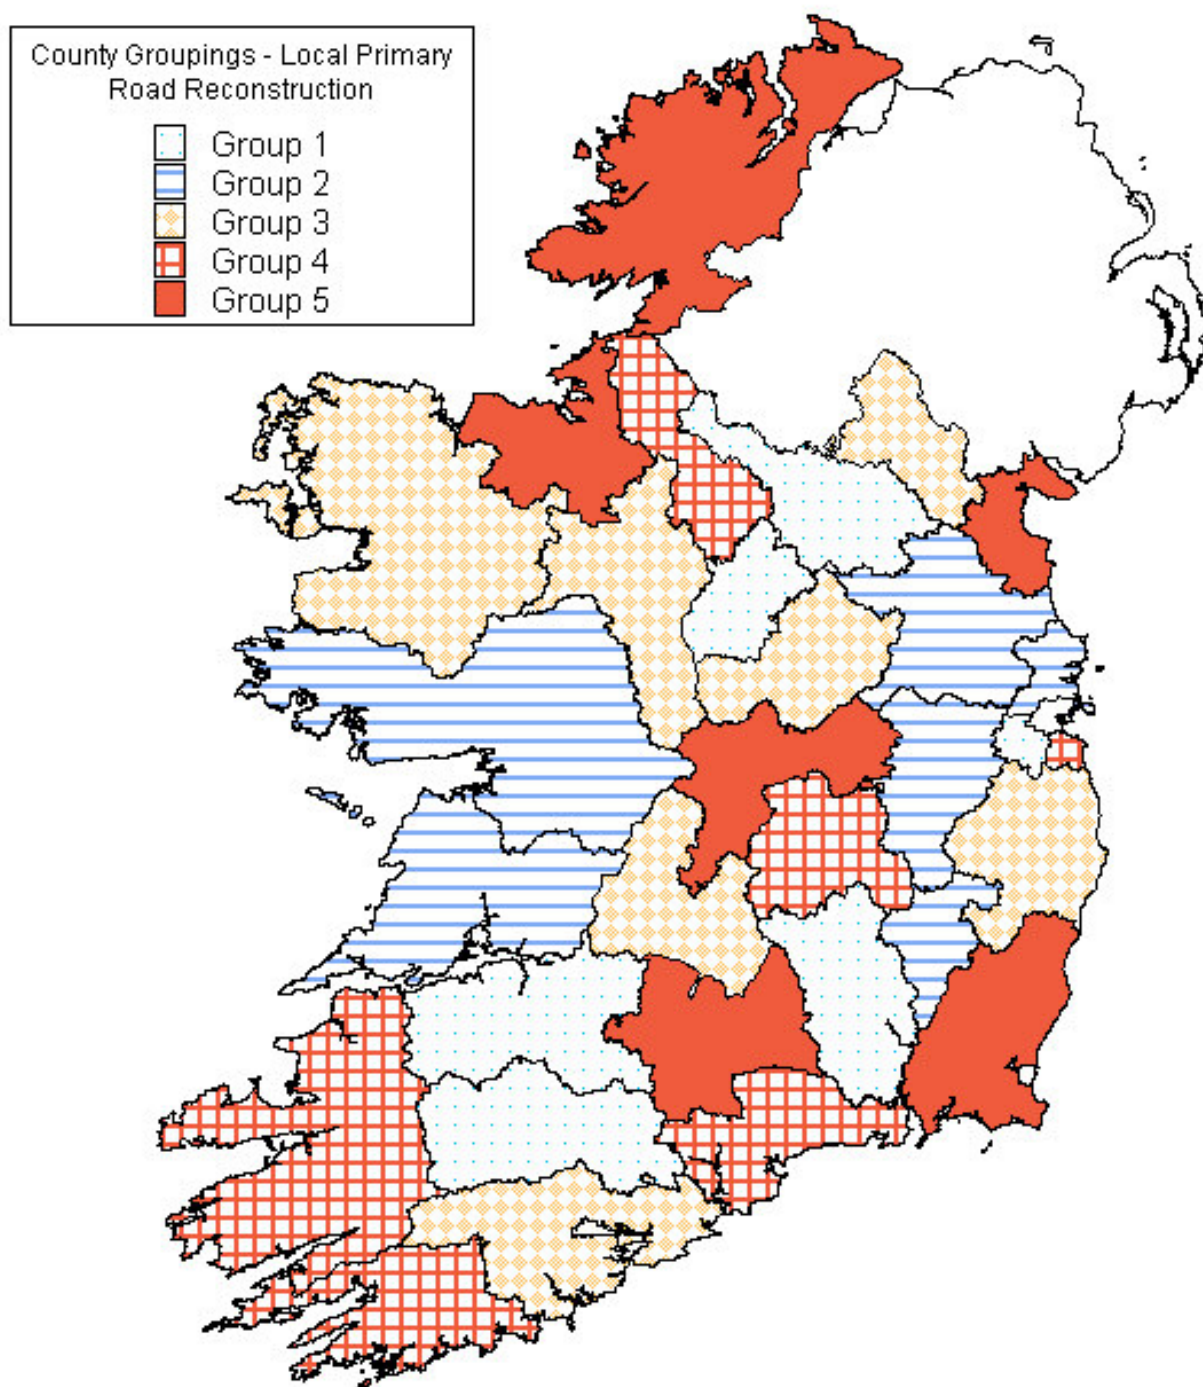 County Groupings - Local Primary
Road Reconstruction
Group 1
Group 2
Group 3
Group 4
Group 5